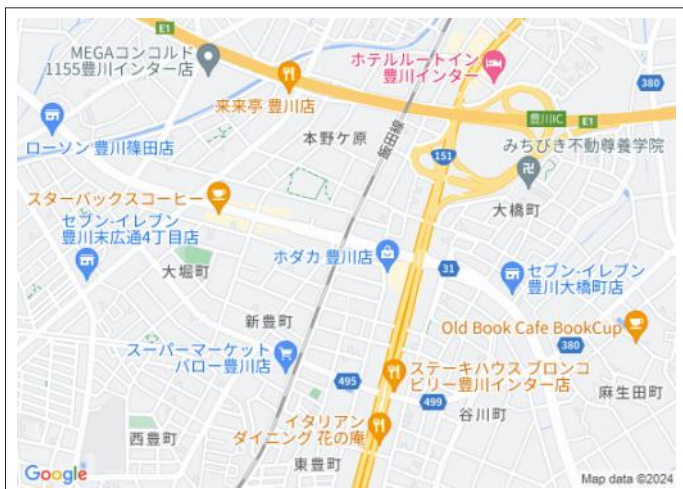 E1
MEGAコンコルド
1155豊川インター店
ホテルルートイン
豊川インター
380
来来亭 豊川店
豊川IC
E1
ローソン 豊川篠田店
本野ケ原
飯田線
151
みちびき不動尊養学院
スターバックスコーヒー
大橋町
セブン-イレブン
豊川末広通4丁目店
ホダカ 豊川店
31
セブン-イレブン
豊川大橋町店
大堀町
新豊町
Old Book Cafe BookCup
380
スーパーマーケット
バロー豊川店
495
ステーキハウス ブロンコ
ビリー豊川インター店
麻生田町
499
谷川町
イタリアン
ダイニング 花の庵
西豊町
東豊町
Google
Map data ©2024